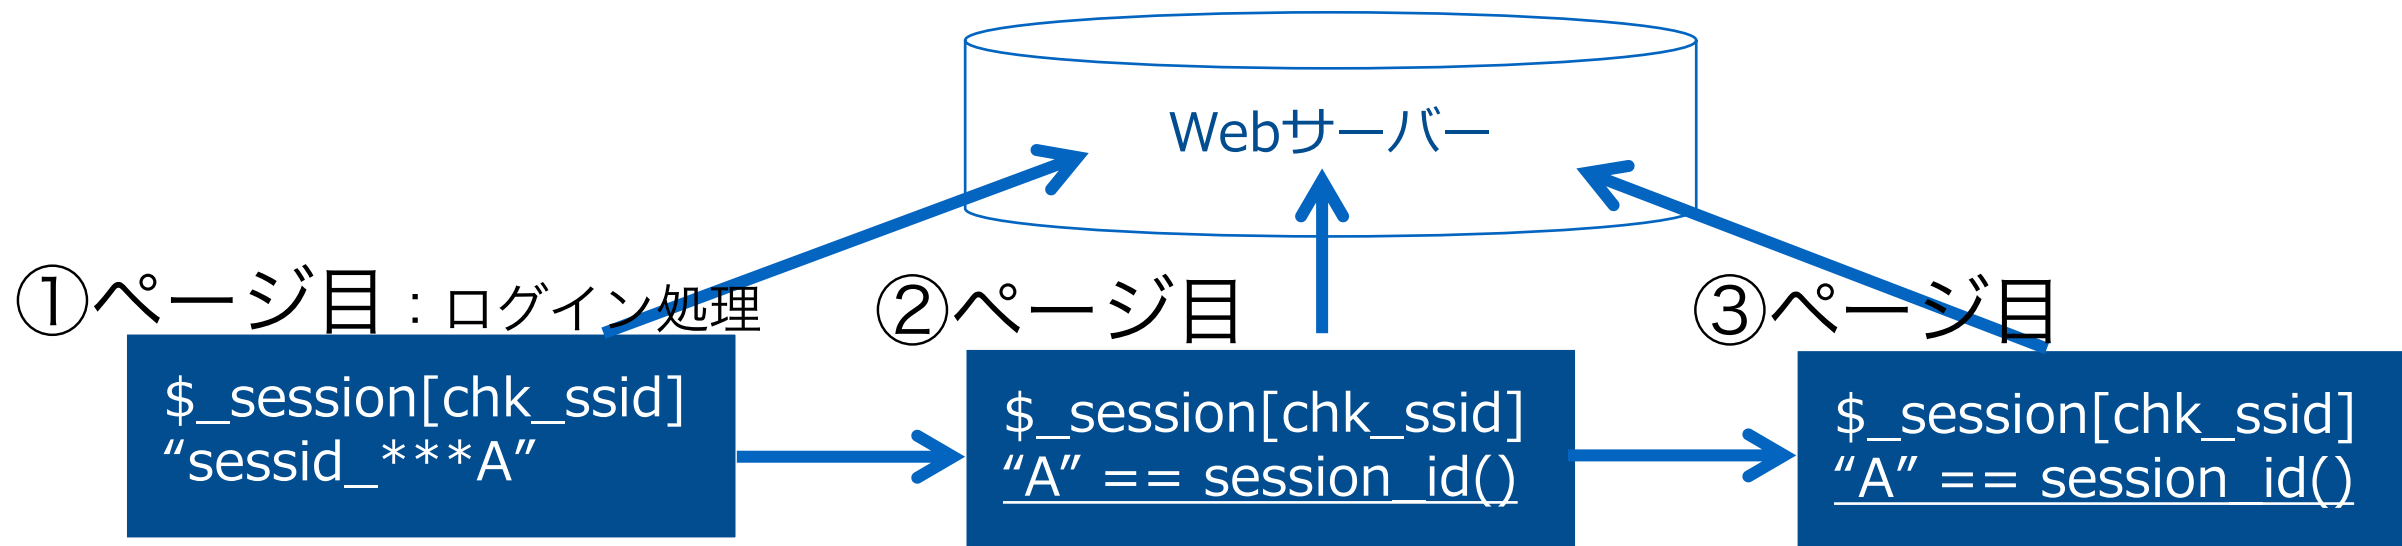 Webサーバー
①ページ目：ログイン処理
$_session[chk_ssid]
“sessid_***A”
②ページ目
$_session[chk_ssid]
“A” == session_id()
③ページ目
$_session[chk_ssid]
“A” == session_id()